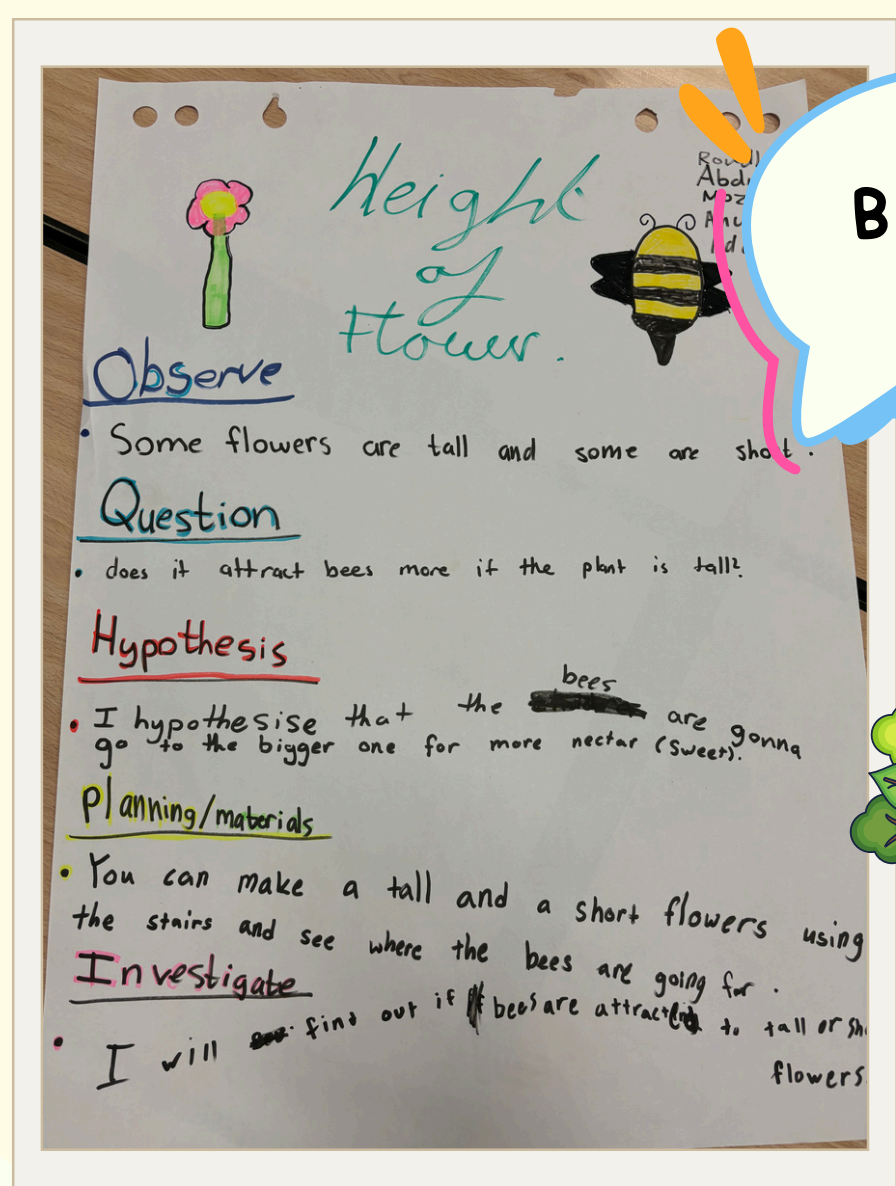 Height
of
Flower.
B
Observe
• Some flowers are tall and some are short.
Question
• does it attract bees more if the plant is tall?
Hypothesis
bees
• I hypothesise that the are gonna
go to the bigger one for more nectar (sweet).
Planning/materials
• You can make a tall and a short flowers using
the stairs and see where the bees are going for.
Investigate
• I will find out if bees are attracted to tall or
flowers